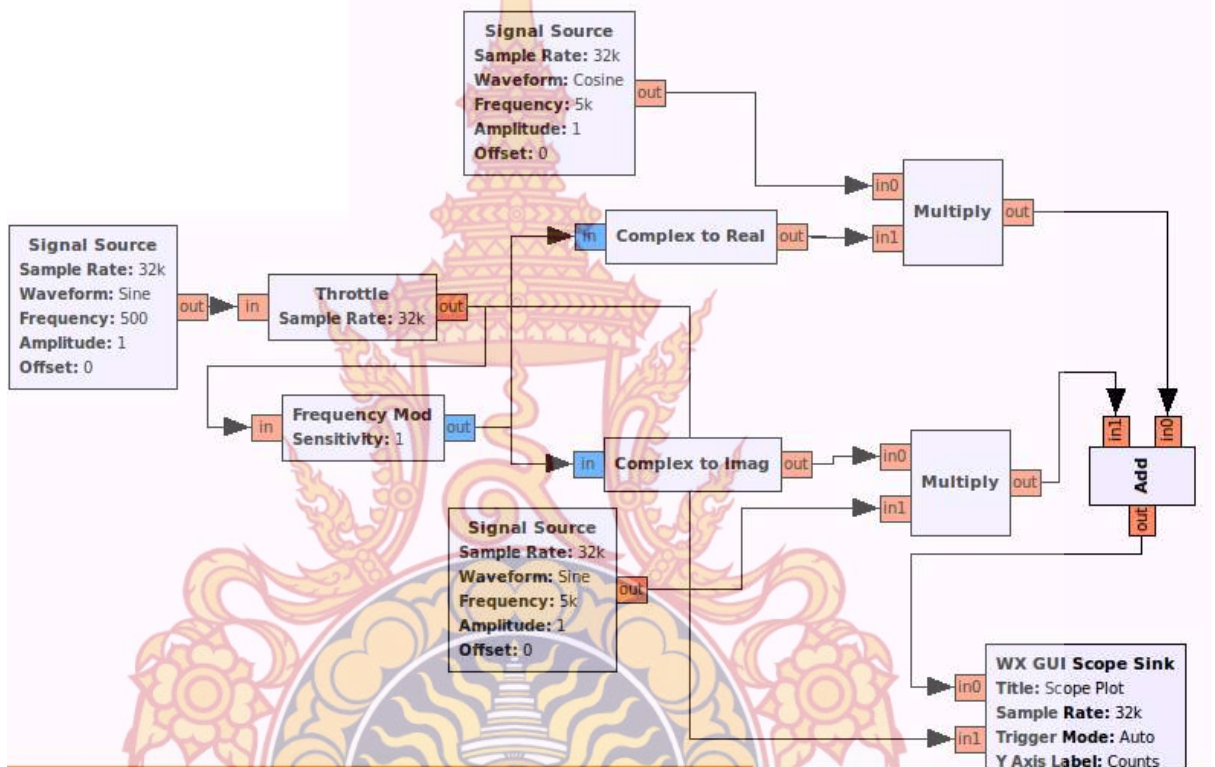 Signal Source
Sample Rate: 32k
Waveform: Cosine
Frequency: 5k
Amplitude: 1
Offset: 0
out
in0
in1
Multiply
out
in
Complex to Real
out
Signal Source
Sample Rate: 32k
Waveform: Sine
Frequency: 500
Amplitude: 1
Offset: 0
out
in
Throttle
Sample Rate: 32k
out
in
Frequency Mod
Sensitivity: 1
out
in
Complex to Imag
out
in0
in1
Multiply
out
in1
in0
Add
out
Signal Source
Sample Rate: 32k
Waveform: Sine
Frequency: 5k
Amplitude: 1
Offset: 0
out
in0
in1
WX GUI Scope Sink
Title: Scope Plot
Sample Rate: 32k
Trigger Mode: Auto
Y Axis Label: Counts